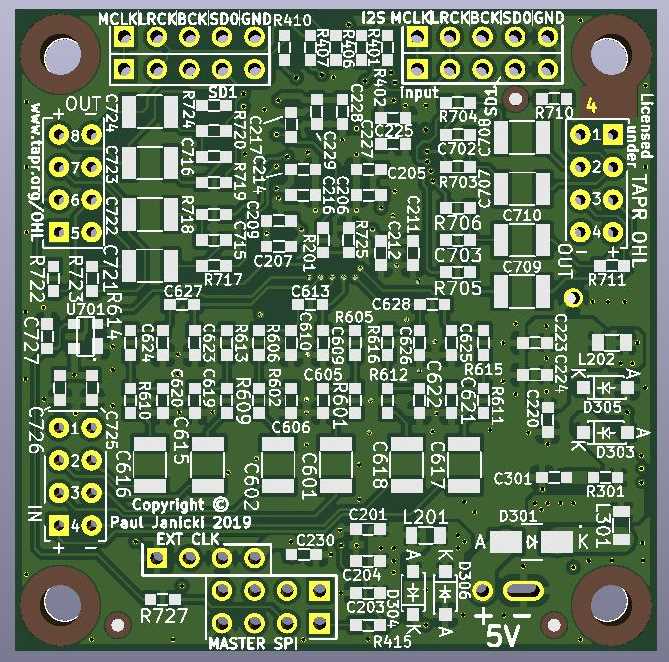 MCLK LRCK BCK SD0 GND R410 I2S MCLK LRCK BCK SD0 GND
R407 R406 R401
SD1 R402 Input SD1
OUT C724 R724 C228 R704 C708 R710 4
+ -
www.tapr.org/OHL
Licensed
under
TAPR OHL
8 R720 C217 C225 C702 1
C723 C716 C229 C227 R703 C707 2
7 R719 C214 C205
6 C722 R718 C216 C206 R706 C710 3
5 C715 C209 C207 R701 R725 C212 C211 C703 4
R717 C709 R705 OUT - +
R722 R723 C721 R711
U701 R614 C627 C613 C628
R605
C727 C624 C623 R613 R606 C610 C609 R616 C626 C625 R615 C223 L202
C605 R612 C224 A
R610 C620 C619 R609 R602 R601 C622 C621 R611 C220 K D305
C726 C725 C606 K D303 A
1
2 C616 C615 C602 C601 C618 C617 C301 R301
3
IN 4
+ -
Copyright ©
Paul Janicki 2019
C201 L201 D301 L301
EXT CLK C230 A K
C204 A K D306
C203 D304
R727 K A + -
MASTER SPI R415 5V